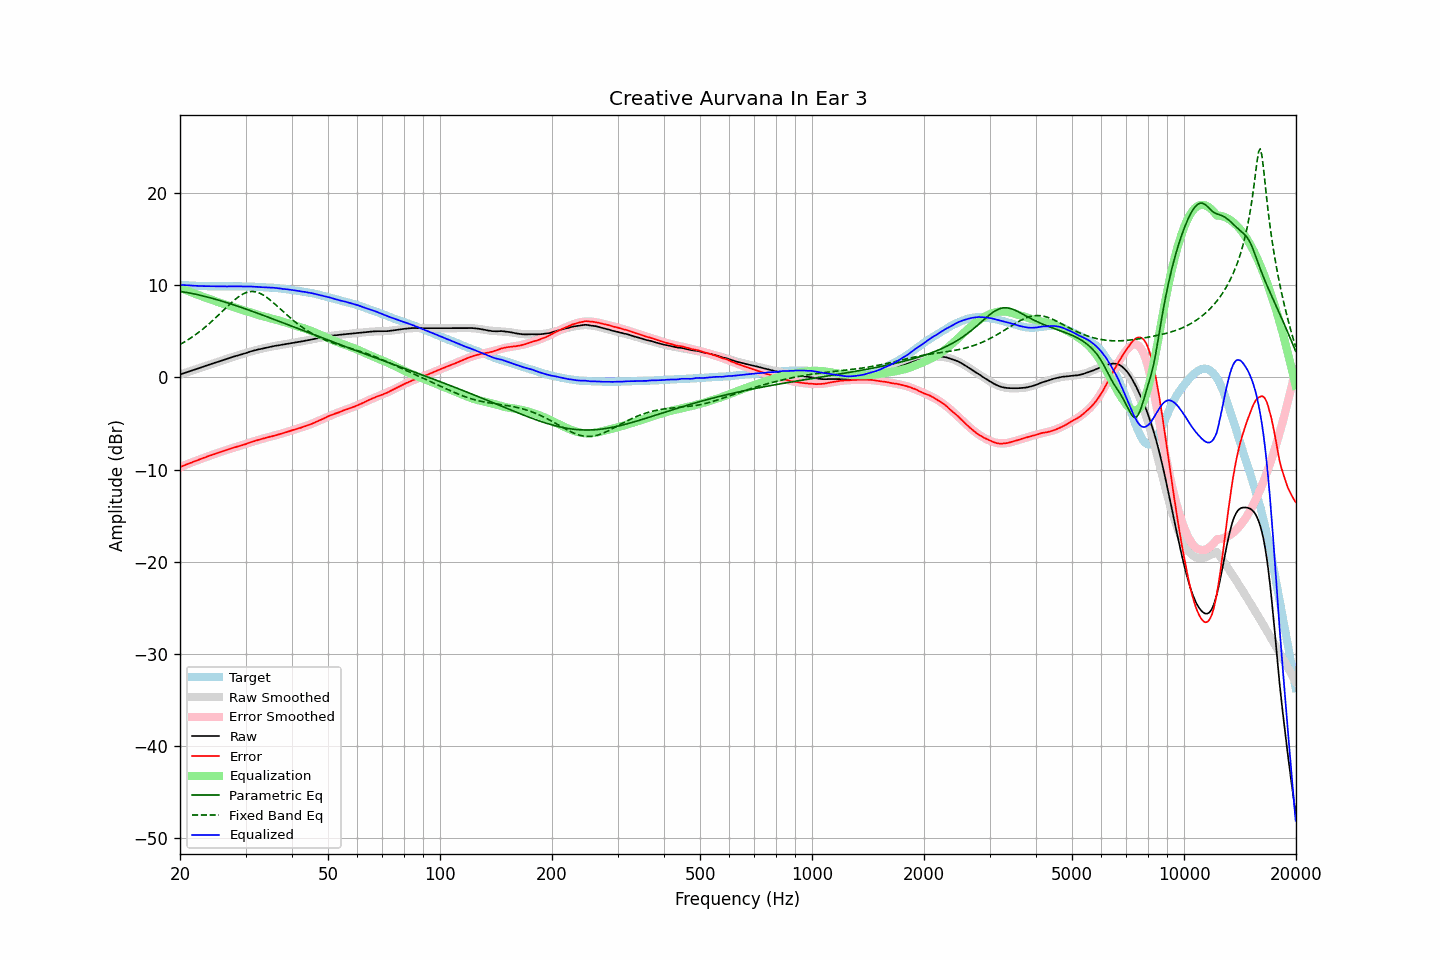 Creative Aurvana In Ear 3
Amplitude (dBr)
20
10
0
−10
−20
−30
−40
−50
Target
Raw Smoothed
Error Smoothed
Raw
Error
Equalization
Parametric Eq
Fixed Band Eq
Equalized
20 50 100 200 500 1000 2000 5000 10000 20000
Frequency (Hz)